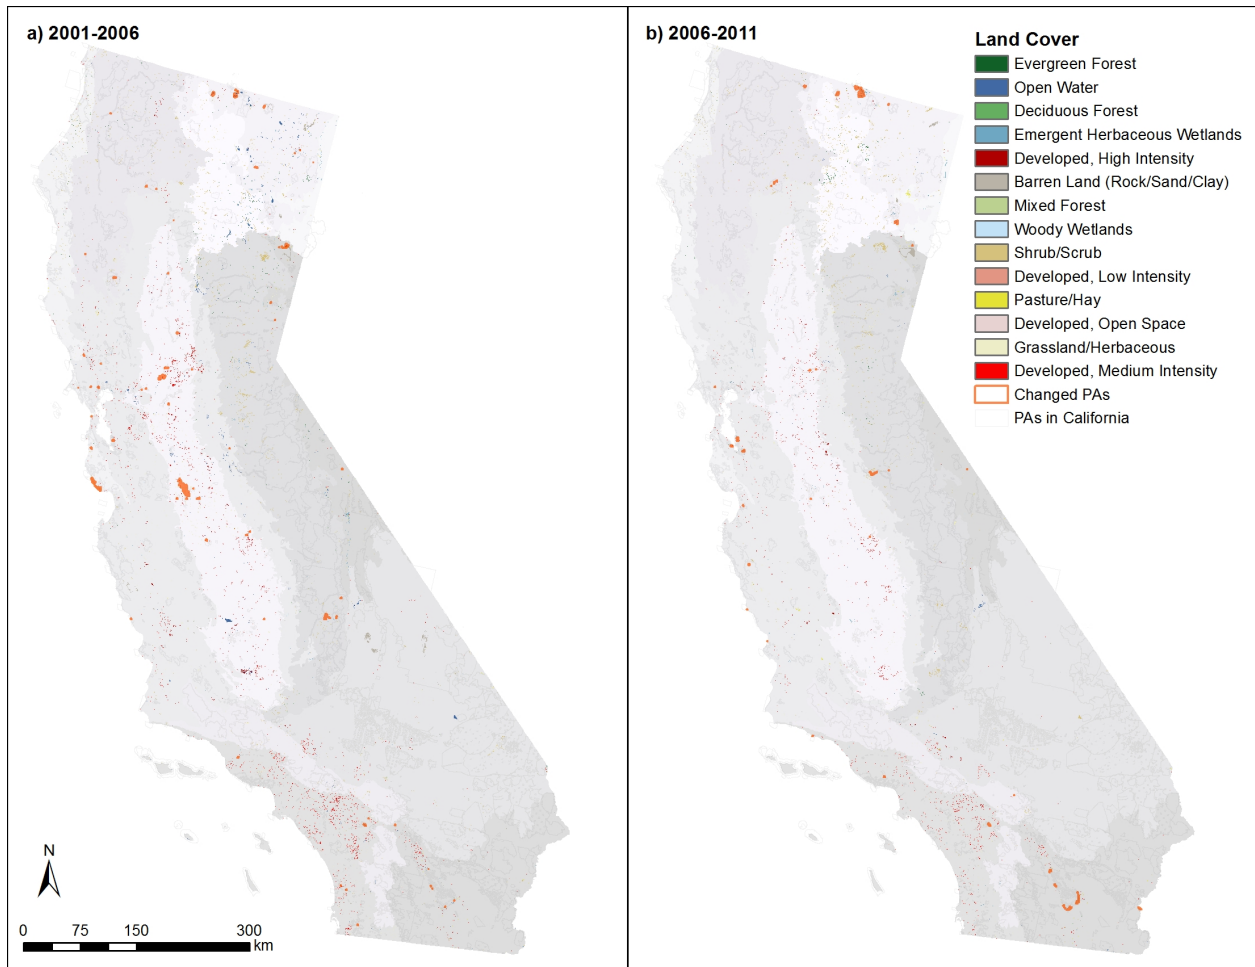 a) 2001-2006
b) 2006-2011
Land Cover
Evergreen Forest
Open Water
Deciduous Forest
Emergent Herbaceous Wetlands
Developed, High Intensity
Barren Land (Rock/Sand/Clay)
Mixed Forest
Woody Wetlands
Shrub/Scrub
Developed, Low Intensity
Pasture/Hay
Developed, Open Space
Grassland/Herbaceous
Developed, Medium Intensity
Changed PAs
PAs in California
N
0 75 150 300
km